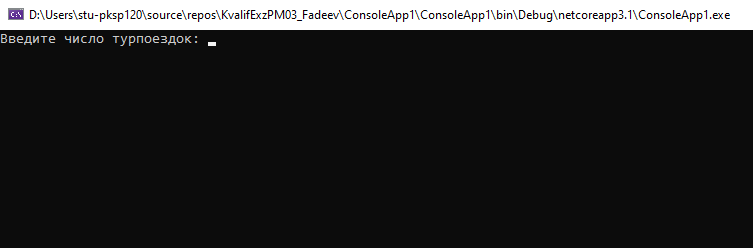 D:\Users\stu-pksp120\source\repos\KvalifExzPM03_Fadeev\ConsoleApp1\ConsoleApp1\bin\Debug\netcoreapp3.1\ConsoleApp1.exe
Введите число турпоездок: